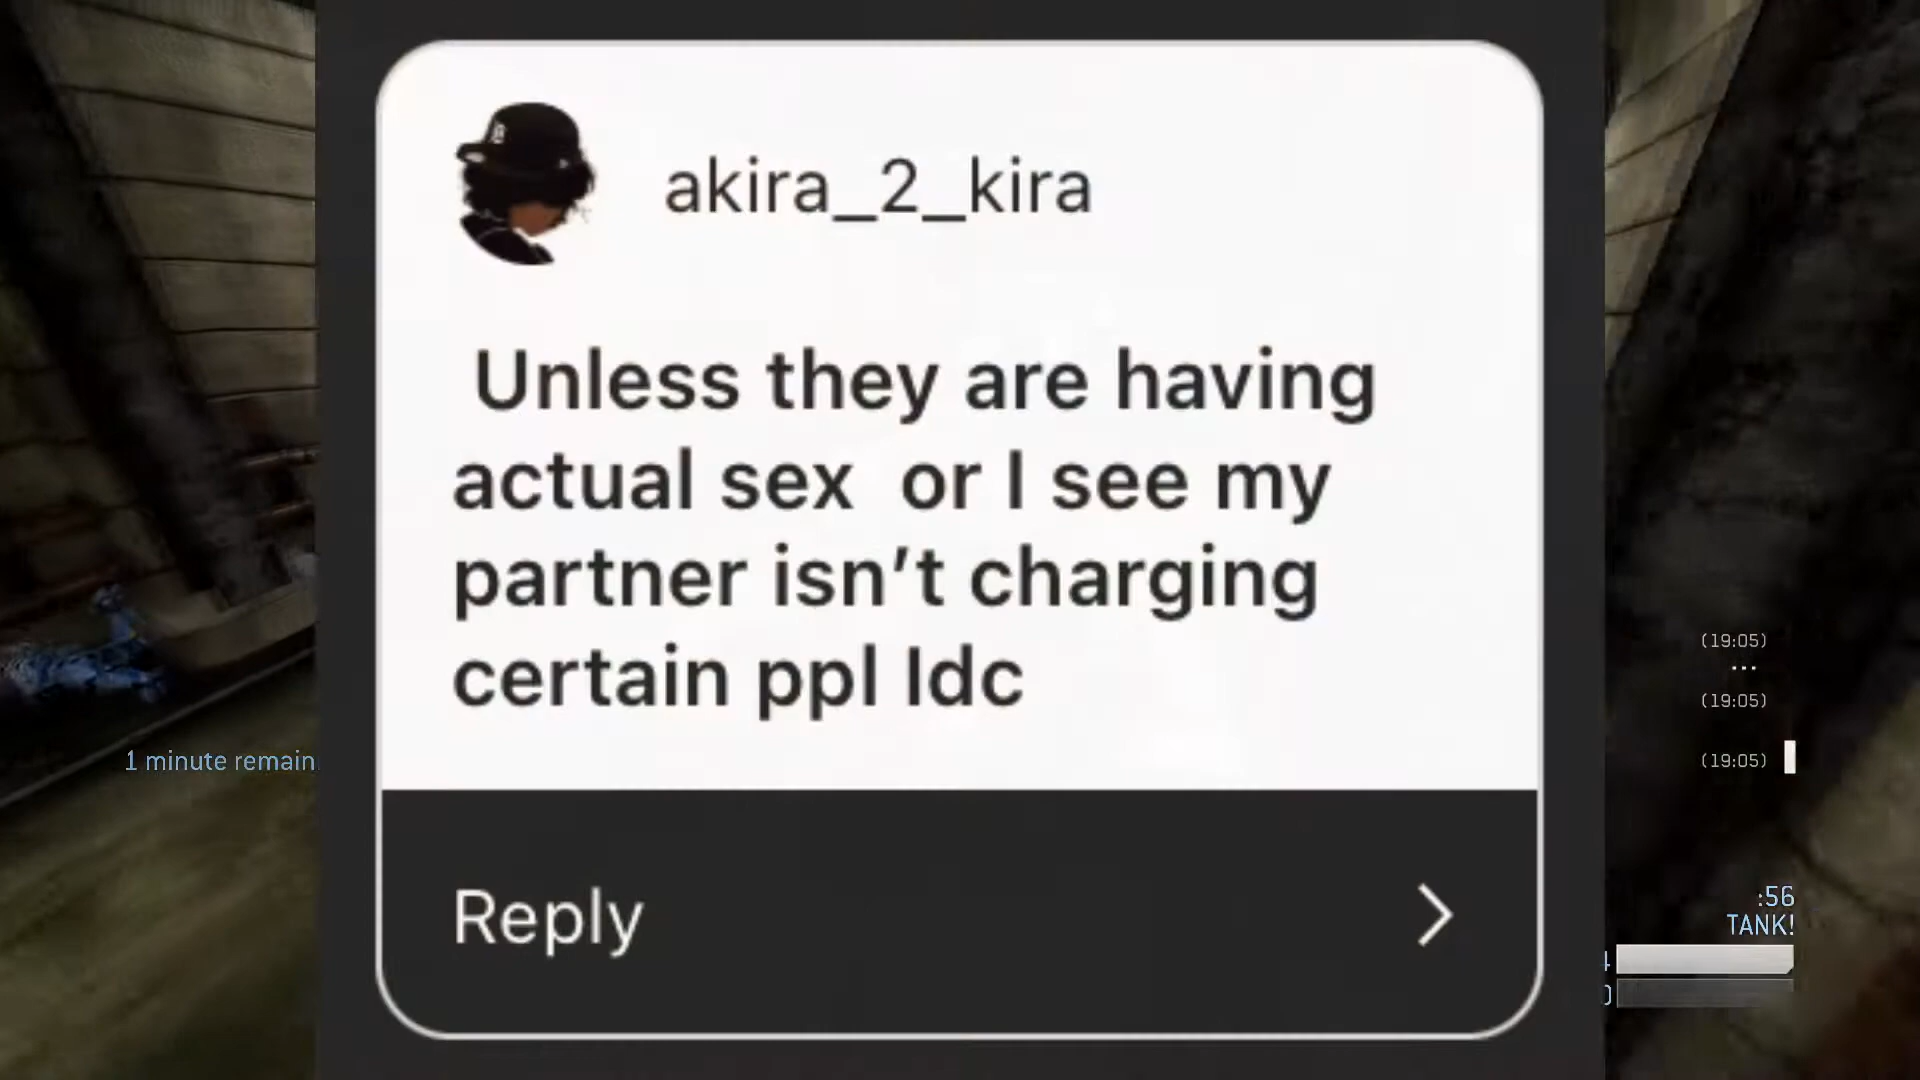 akira_2_kira
Unless they are having
actual sex or I see my
partner isn't charging
certain ppl Idc
Reply
1 minute remain
(19:05)
...
(19:05)
(19:05)
:56
TANK!